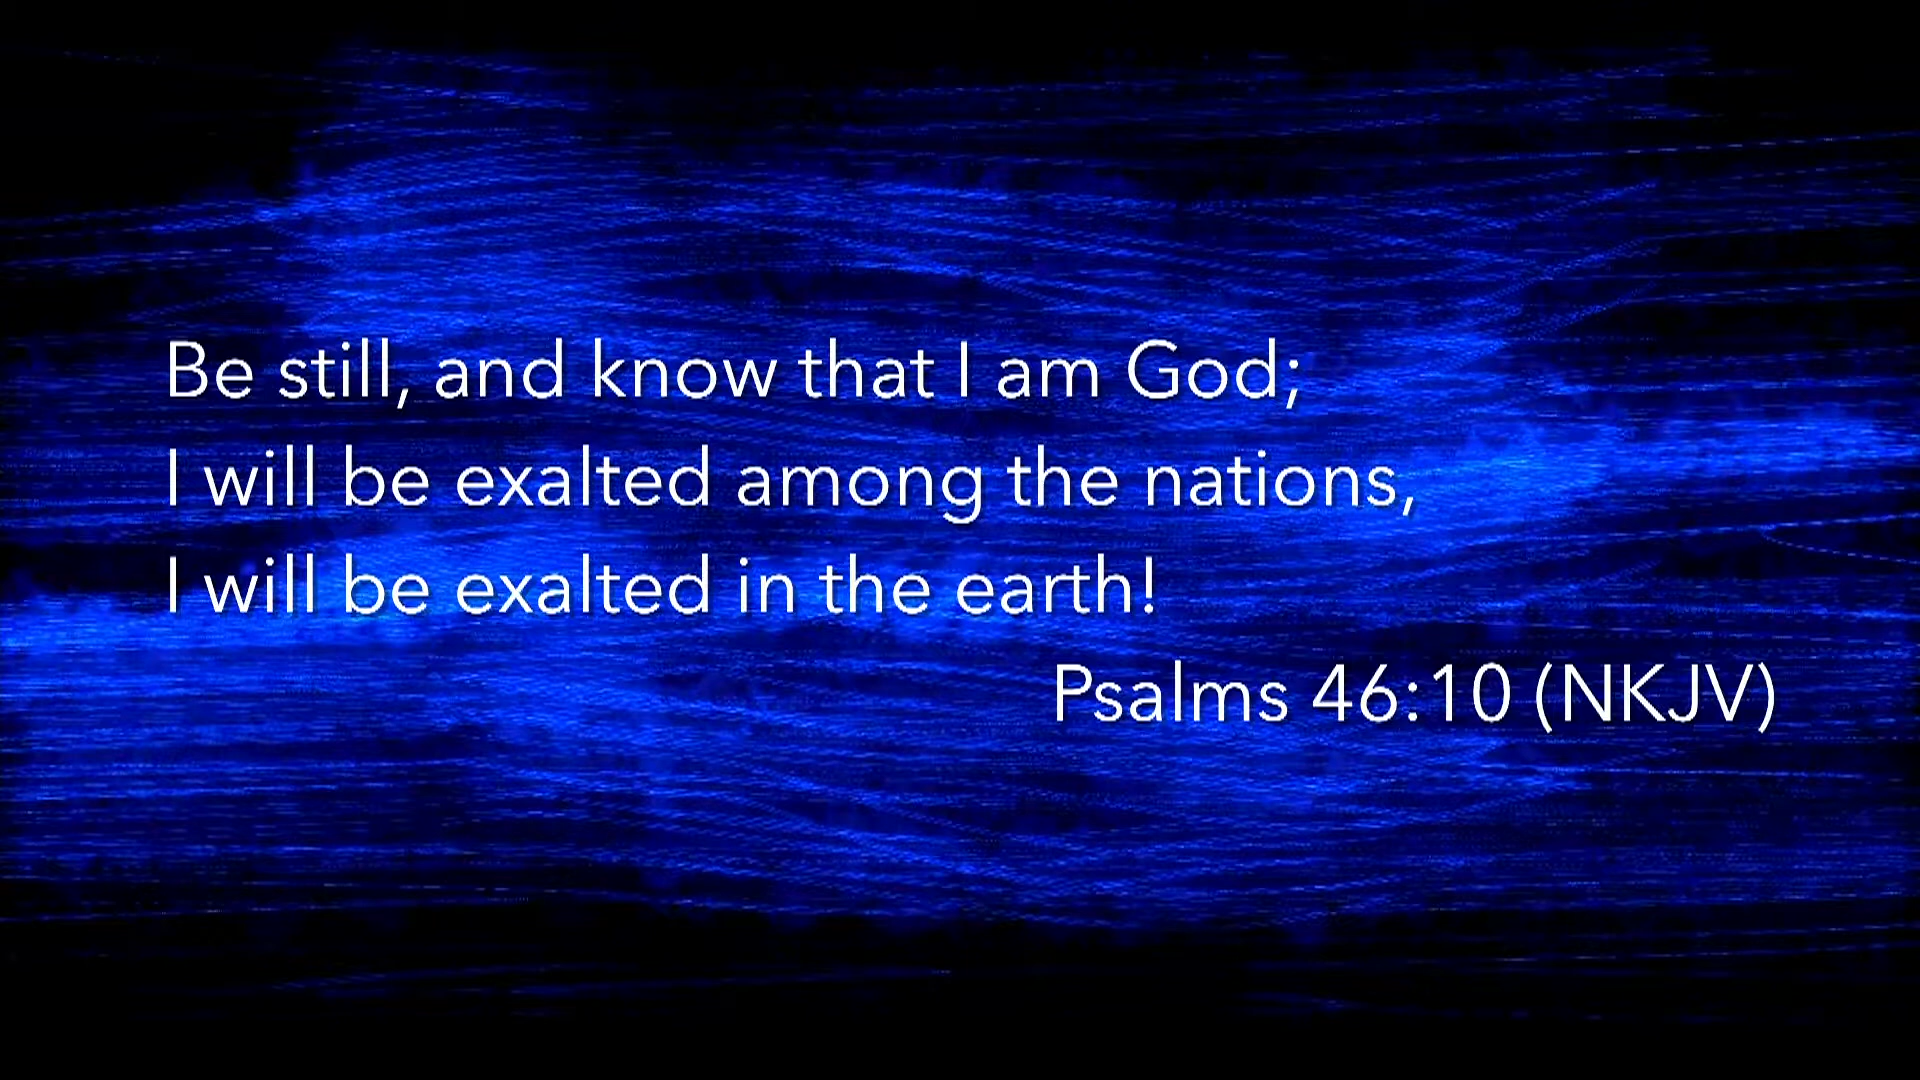 Be still, and know that I am God;
I will be exalted among the nations,
I will be exalted in the earth!
Psalms 46:10 (NKJV)